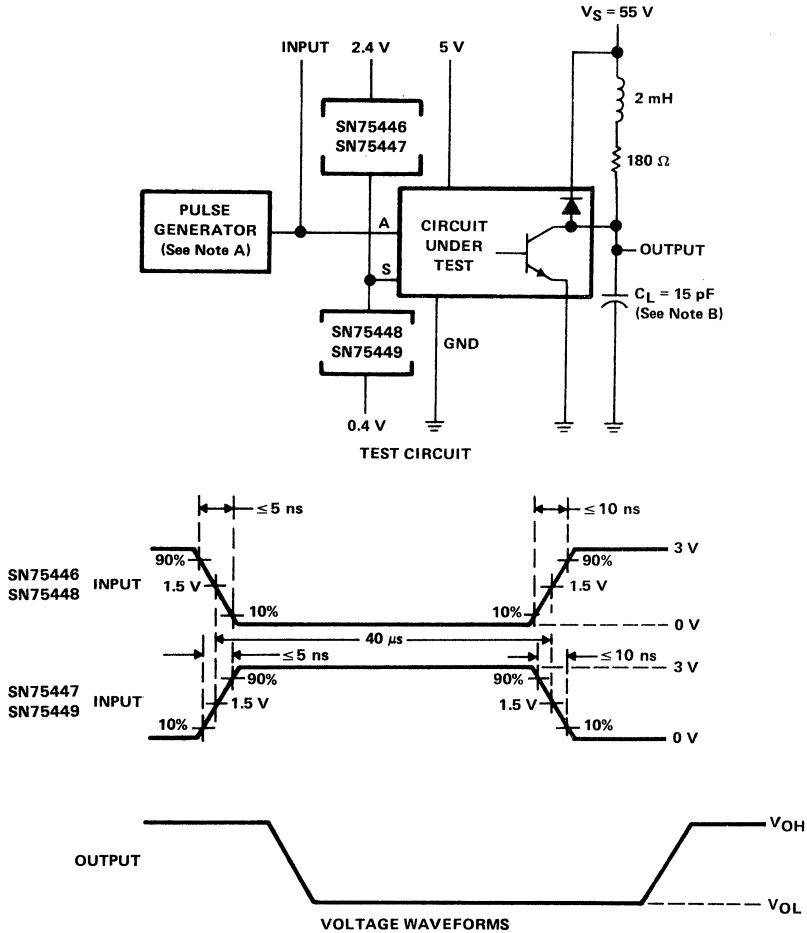 V_S = 55 V
INPUT 2.4 V 5 V
2 mH
SN75446
SN75447
180 Ω
PULSE
GENERATOR
(See Note A)
A
CIRCUIT
UNDER
TEST
OUTPUT
S
C_L = 15 pF
(See Note B)
SN75448
SN75449
GND
0.4 V
TEST CIRCUIT
≤ 5 ns ≤ 10 ns
90% 90% 3 V
SN75446
SN75448
INPUT
1.5 V 1.5 V
10% 10% 0 V
40 μs
≤ 5 ns ≤ 10 ns
90% 90% 3 V
SN75447
SN75449
INPUT
1.5 V 1.5 V
10% 10% 0 V
OUTPUT
V_OH
V_OL
VOLTAGE WAVEFORMS